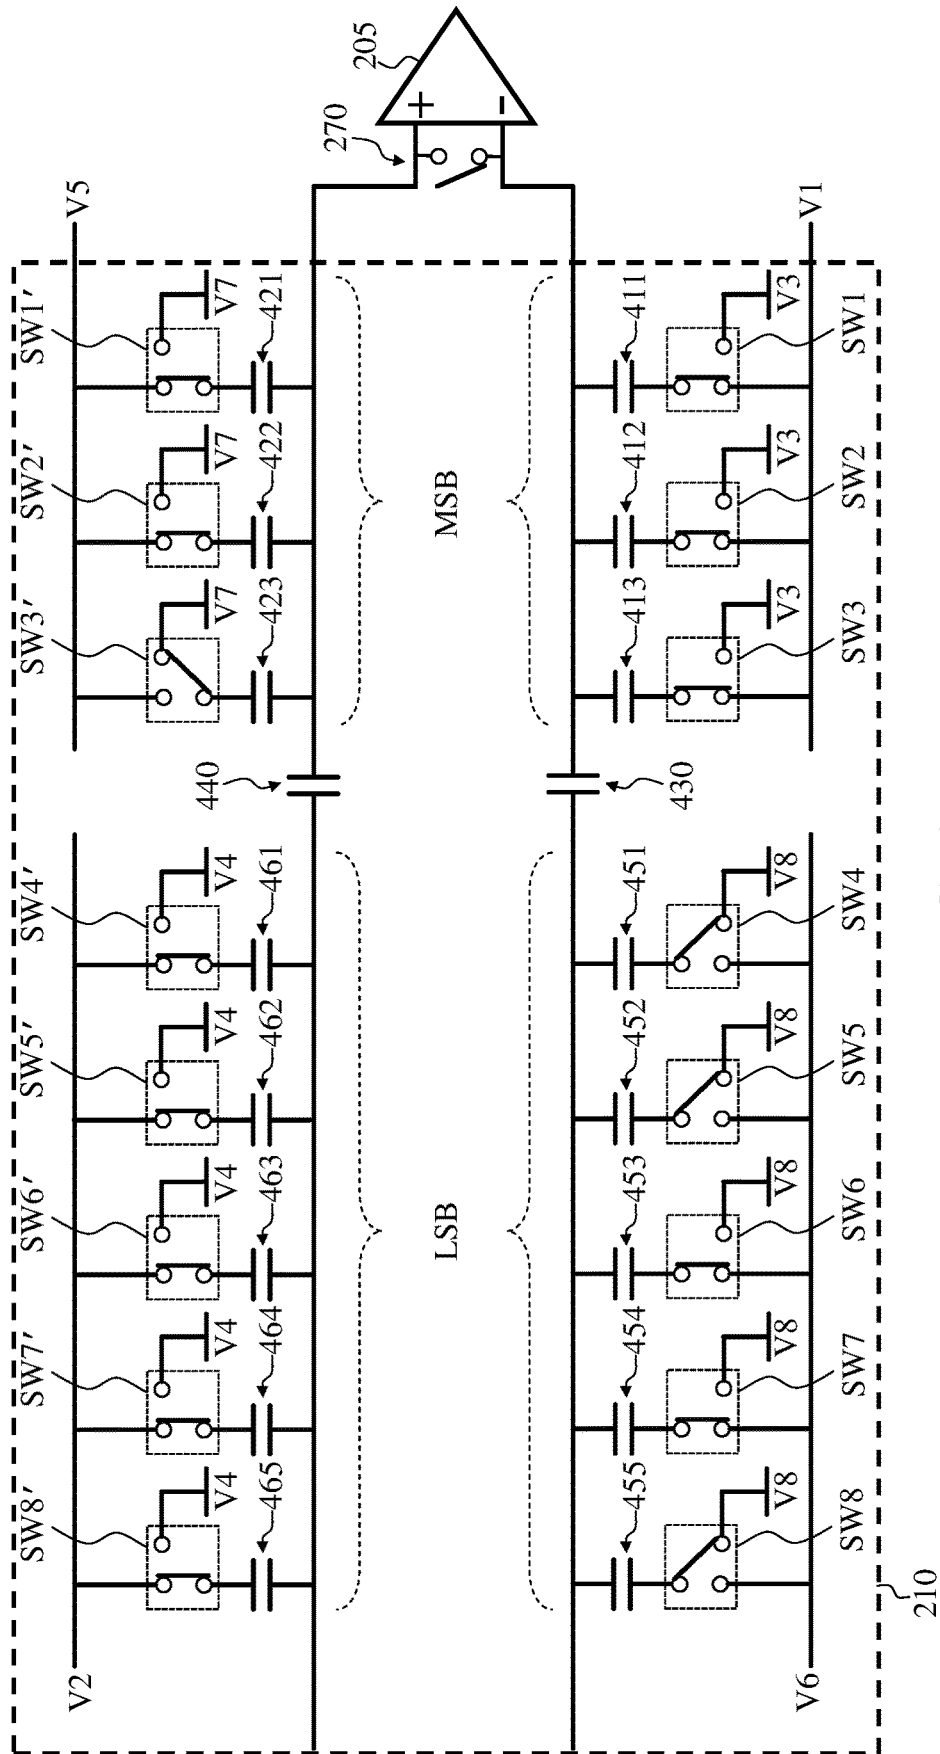 SW8′ SW7′ SW6′ SW5′ SW4′ SW3′ SW2′ SW1′
V2 V5
V4 V4 V4 V4 V4 440 V7 V7 V7
465 464 463 462 461 423 422 421
270
205
+
LSB MSB
-
455 454 453 452 451 413 412 411
430
V8 V8 V8 V8 V8 V3 V3 V3
V6 V1
SW8 SW7 SW6 SW5 SW4 SW3 SW2 SW1
210